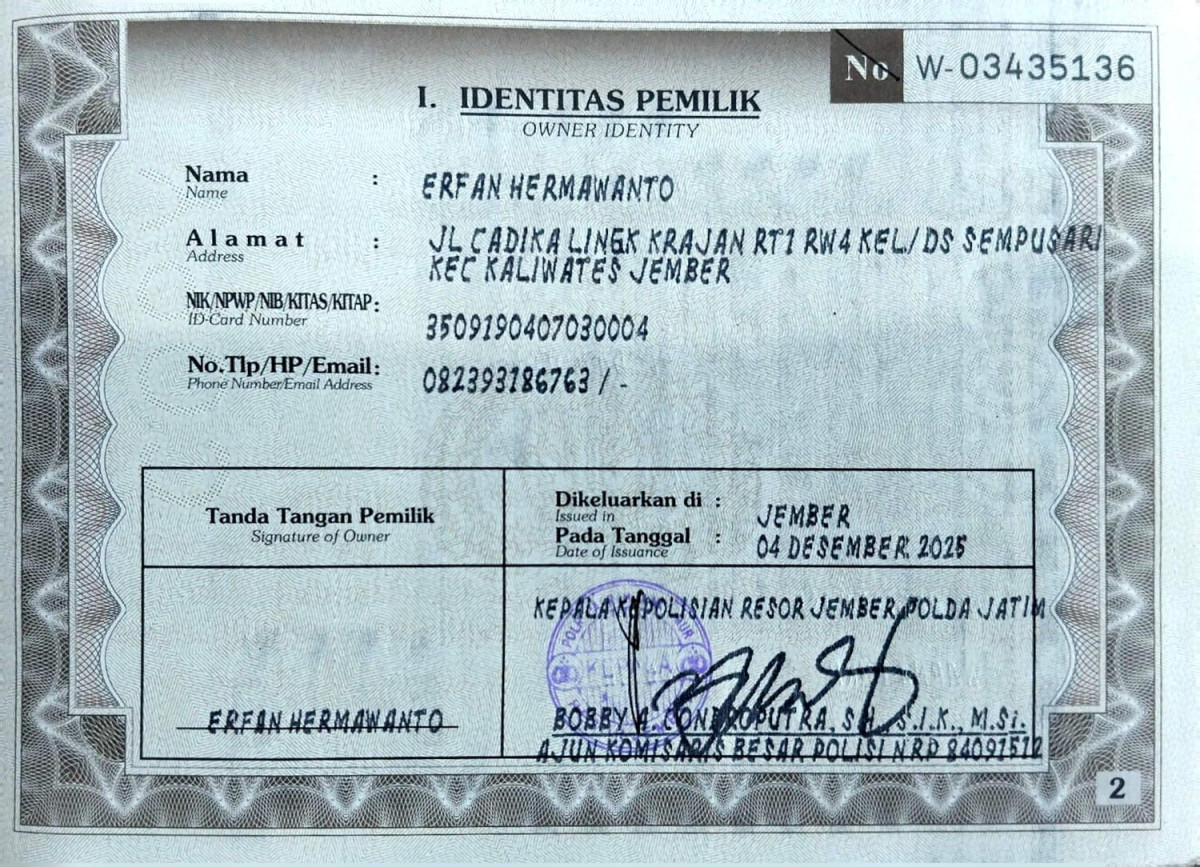 No W-03435136
I. IDENTITAS PEMILIK
OWNER IDENTITY
Nama : ERFAN HERMAWANTO
Name
Alamat : JL CADIKA LINGK KRAJAN RT1 RW4 KEL/DS SEMPUSARI
Address KEC KALIWATES JEMBER
NIK/NPWP/NIB/KITAS/KITAP: 3509190407030004
ID-Card Number
No.Tlp/HP/Email: 082393186763 / -
Phone Number/Email Address
Tanda Tangan Pemilik
Signature of Owner
Dikeluarkan di : JEMBER
Issued in
Pada Tanggal : 04 DESEMBER 2025
Date of Issuance
KEPALA KEPOLISIAN RESOR JEMBER POLDA JATIM
KEPALA
ERFAN HERMAWANTO
BOBBY A. CONDROPUTRA, S.H., S.I.K., M.Si.
AJUN KOMISARIS BESAR POLISI NRP 84091512
2